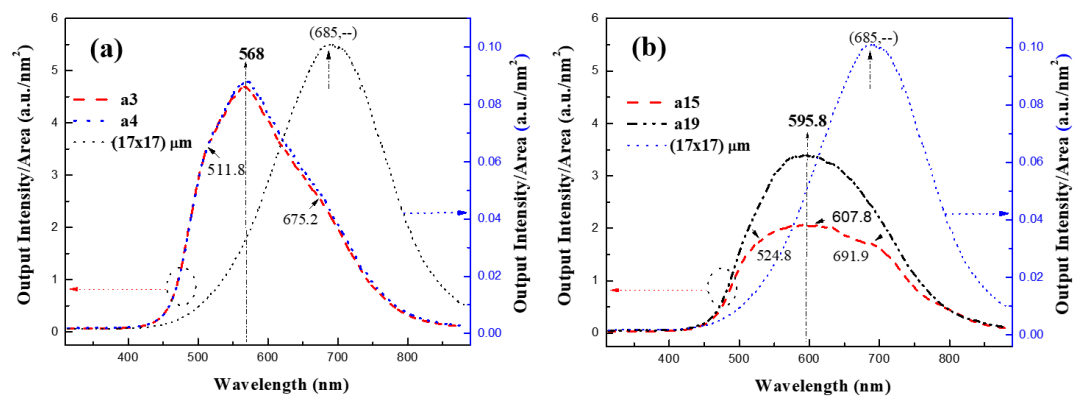 (a)
568
(685,--)
a3
a4
(17x17) μm
511.8
675.2
Output Intensity/Area (a.u./nm²)
6
5
4
3
2
1
0
Output Intensity/Area (a.u./nm²)
0.10
0.08
0.06
0.04
0.02
0.00
400 500 600 700 800
Wavelength (nm)
(b)
(685,--)
a15
a19
(17x17) μm
595.8
607.8
524.8
691.9
Output Intensity/Area (a.u./nm²)
6
5
4
3
2
1
0
Output Intensity/Area (a.u./nm²)
0.10
0.08
0.06
0.04
0.02
0.00
400 500 600 700 800
Wavelength (nm)